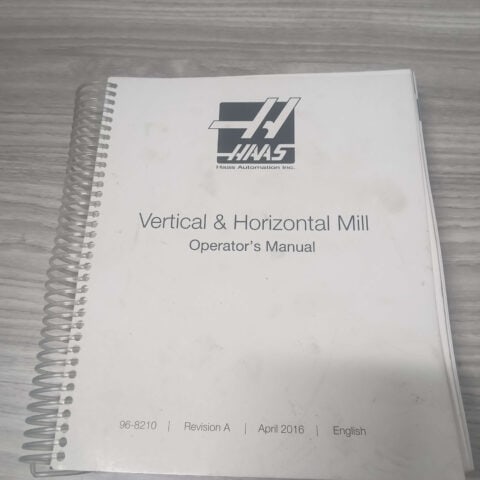 HAAS
Haas Automation Inc.
Vertical & Horizontal Mill
Operator's Manual
96-8210 | Revision A | April 2016 | English